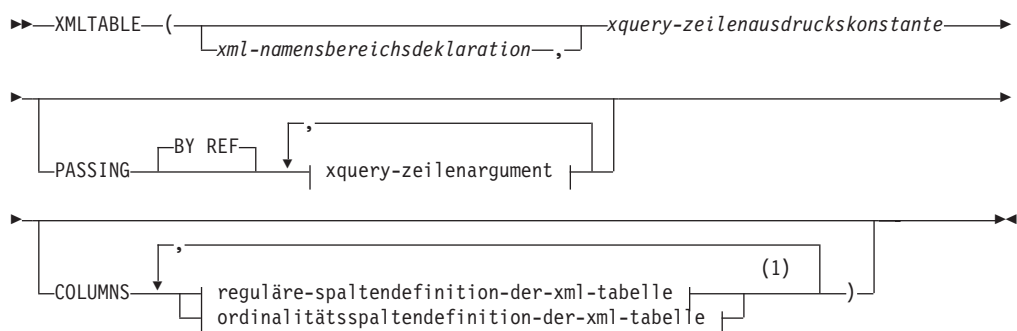 XMLTABLE ( xml-namensbereichsdeklaration , xquery-zeilenausdruckskonstante
PASSING BY REF , xquery-zeilenargument
COLUMNS , reguläre-spaltendefinition-der-xml-tabelle (1) )
ordinalitätsspaltendefinition-der-xml-tabelle